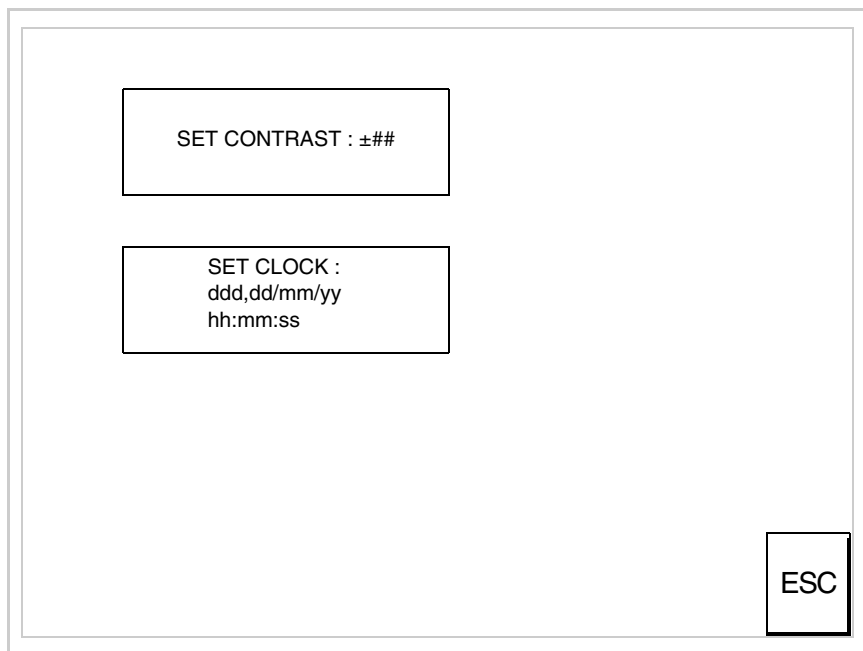 SET CONTRAST : ±##
SET CLOCK :
ddd,dd/mm/yy
hh:mm:ss
ESC